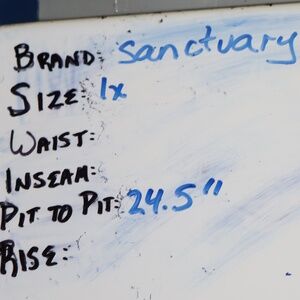 BRAND: Sanctuary
SIZE 1x
WAIST:
INSEAM:
PIT TO PIT: 24.5"
RISE: